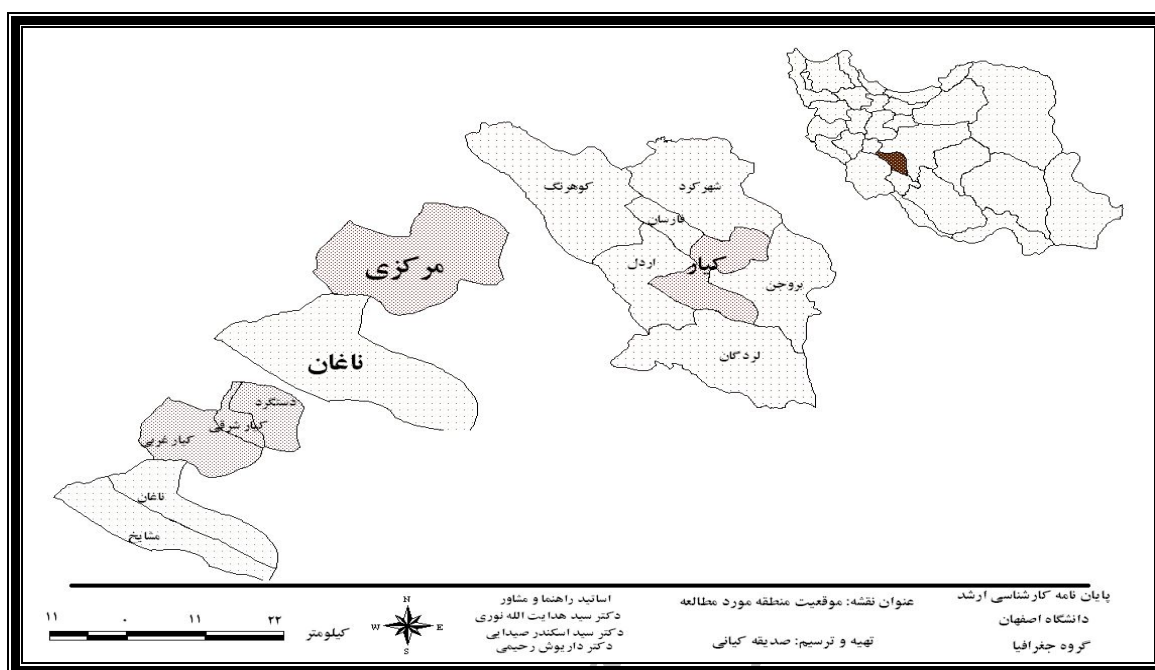 کوهرنگ
شهرکرد
فارسان
کیار
اردل
بروجن
لردگان
مرکزی
ناغان
دستگرد
کیار شرقی
کیار غربی
ناغان
مشایخ
پایان نامه کارشناسی ارشد
دانشگاه اصفهان
گروه جغرافیا
عنوان نقشه: موقعیت منطقه مورد مطالعه
تهیه و ترسیم: صدیقه کیانی
اساتید راهنما و مشاور
دکتر سید هدایت الله نوری
دکتر سید اسکندر صیدایی
دکتر داریوش رحیمی
N
W E
S
۱۱ ۰ ۱۱ ۲۲ کیلومتر